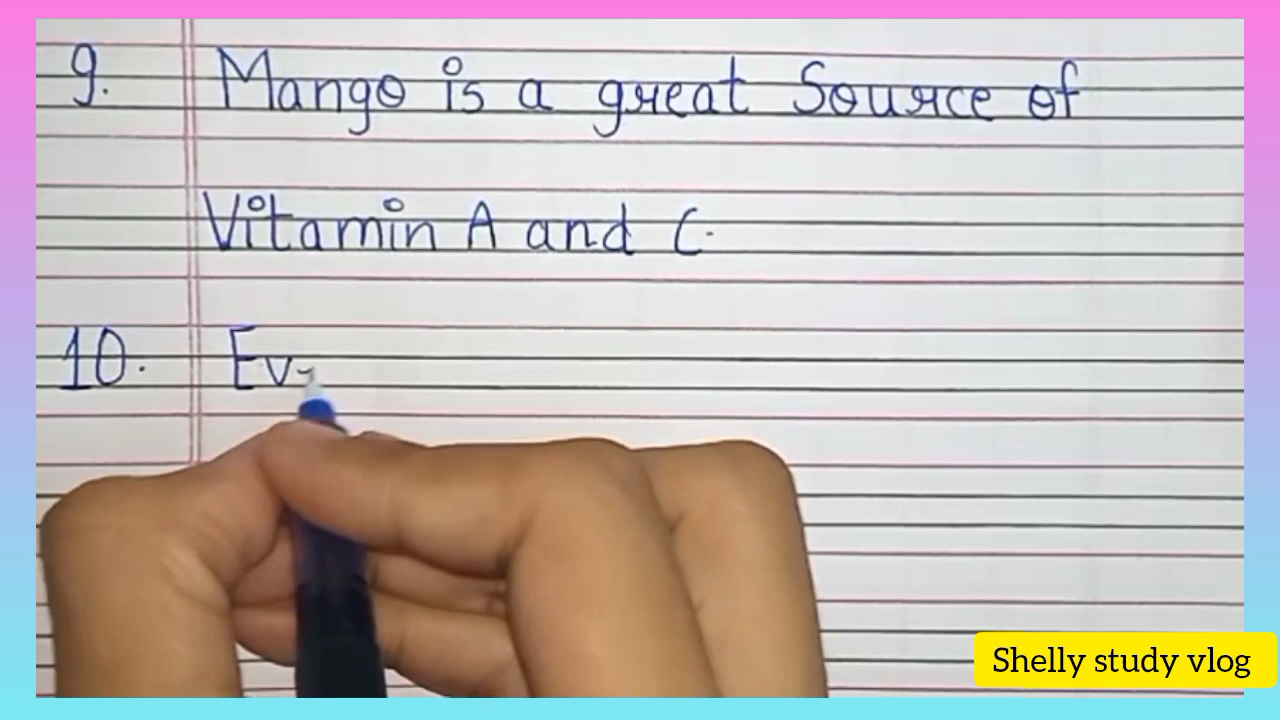 9. Mango is a great Source of
Vitamin A and C.
10. Ev
Shelly study vlog